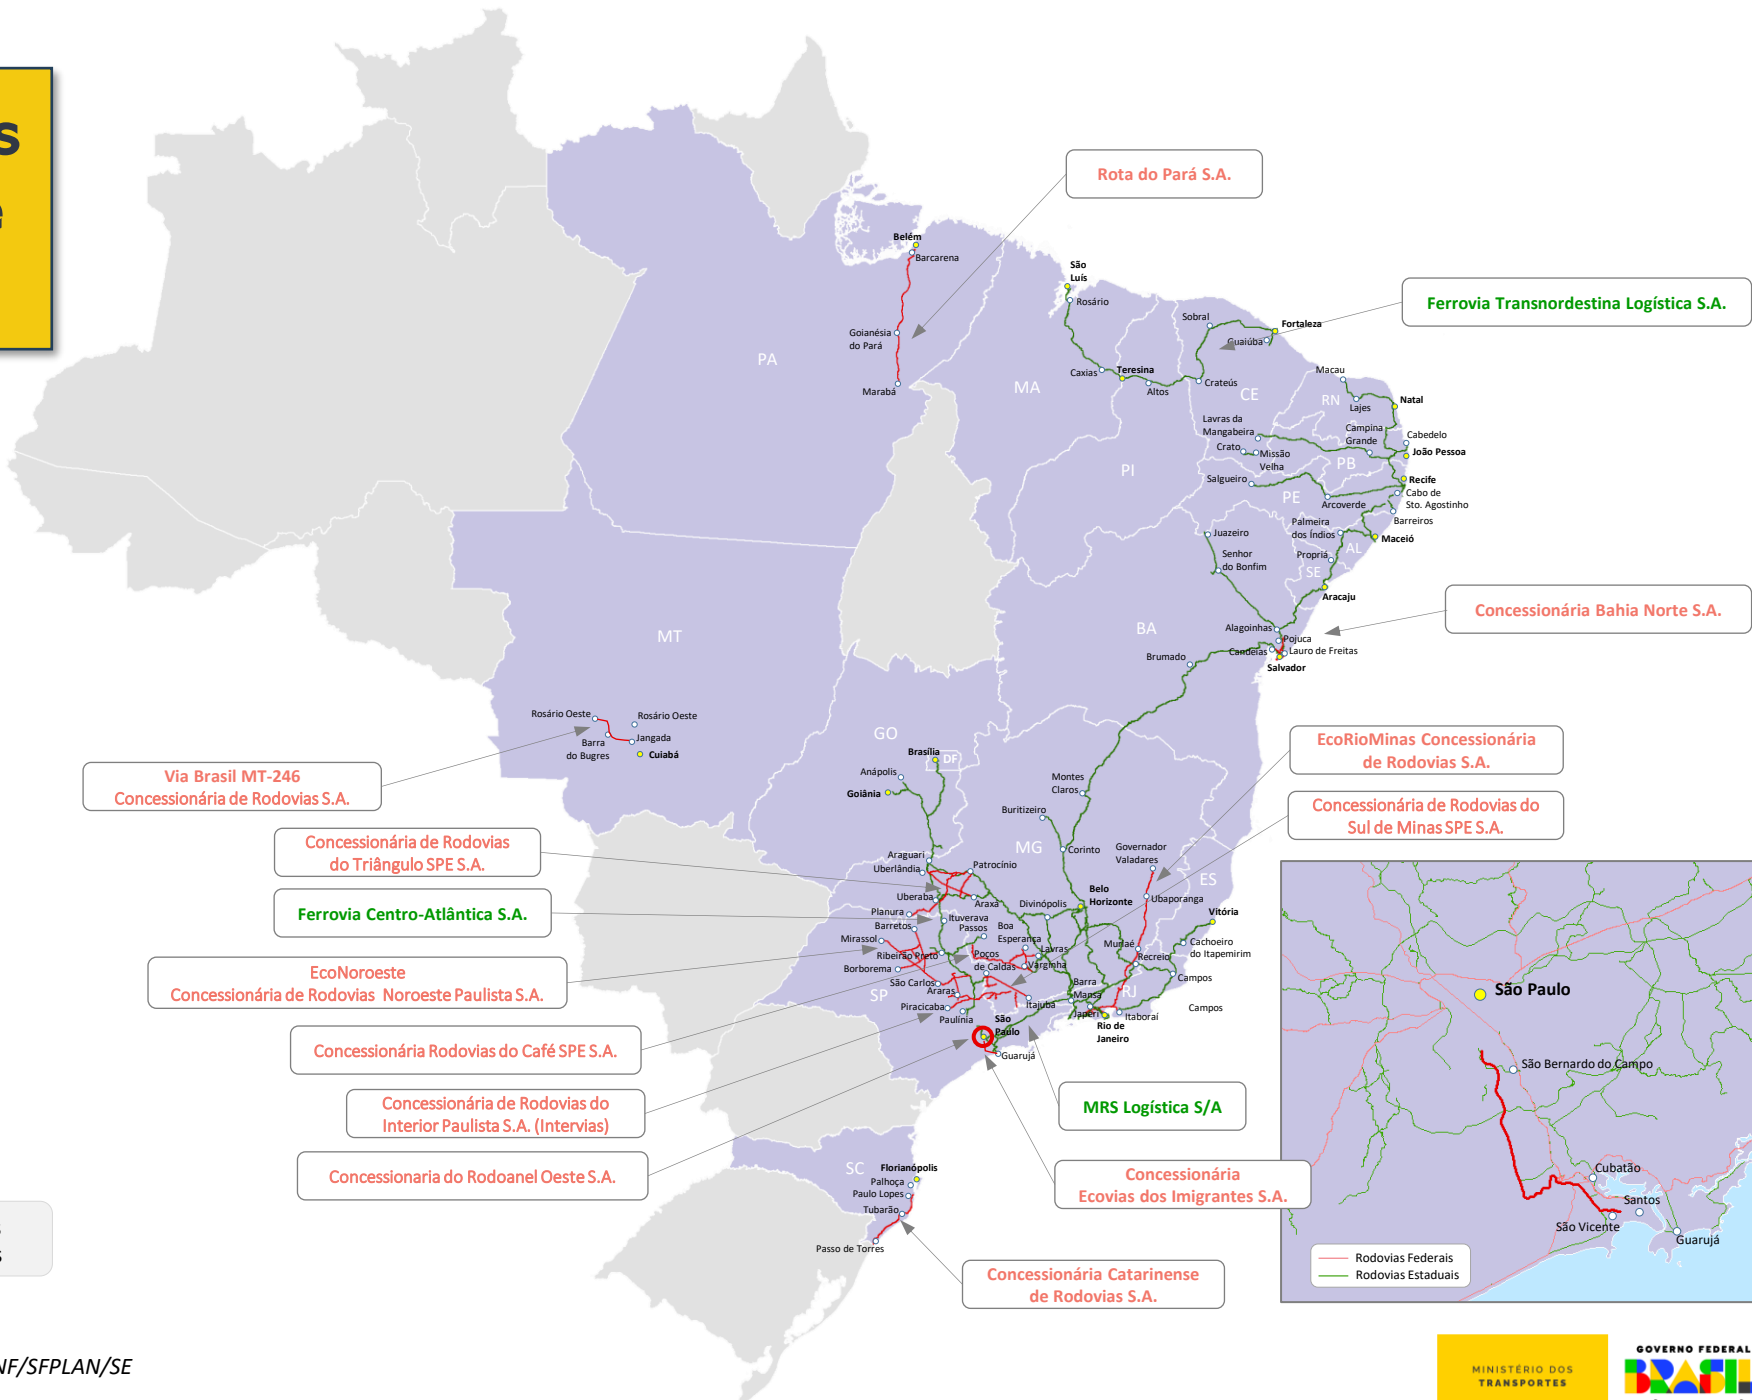 s
e
Rota do Pará S.A.
Ferrovia Transnordestina Logística S.A.
Concessionária Bahia Norte S.A.
EcoRioMinas Concessionária
de Rodovias S.A.
Concessionária de Rodovias do
Sul de Minas SPE S.A.
Via Brasil MT-246
Concessionária de Rodovias S.A.
Concessionária de Rodovias
do Triângulo SPE S.A.
Ferrovia Centro-Atlântica S.A.
EcoNoroeste
Concessionária de Rodovias Noroeste Paulista S.A.
Concessionária Rodovias do Café SPE S.A.
Concessionária de Rodovias do
Interior Paulista S.A. (Intervias)
Concessionaria do Rodoanel Oeste S.A.
MRS Logística S/A
Concessionária
Ecovias dos Imigrantes S.A.
Concessionária Catarinense
de Rodovias S.A.
PA
MA
PI
CE
RN
PB
PE
AL
SE
BA
MT
GO
DF
MG
ES
SP
RJ
SC
Belém
Barcarena
Goianésia
do Pará
Marabá
São
Luís
Rosário
Caxias
Teresina
Altos
Sobral
Fortaleza
Guaiúba
Crateús
Macau
Lajes
Natal
Lavras da
Mangabeira
Campina
Grande
Cabedelo
João Pessoa
Crato
Missão
Velha
Salgueiro
Arcoverde
Recife
Cabo de
Sto. Agostinho
Barreiros
Palmeira
dos Índios
Maceió
Propriá
Aracaju
Juazeiro
Senhor
do Bonfim
Alagoinhas
Pojuca
Candeias
Lauro de Freitas
Salvador
Brumado
Rosário Oeste
Rosário Oeste
Barra
do Bugres
Jangada
Cuiabá
Brasília
Anápolis
Goiânia
Montes
Claros
Buritizeiro
Corinto
Governador
Valadares
Ubaporanga
Belo
Horizonte
Divinópolis
Vitória
Cachoeiro
do Itapemirim
Araguari
Uberlândia
Patrocínio
Uberaba
Araxá
Planura
Barretos
Ituverava
Passos
Boa
Esperança
Mirassol
Ribeirão Preto
Poços
de Caldas
Lavras
Varginha
Muriaé
Recreio
Campos
Campos
Borborema
São Carlos
Araras
Piracicaba
Paulínia
Itajubá
Barra
Mansa
Japeri
Itaboraí
Rio de
Janeiro
São
Paulo
Guarujá
Florianópolis
Palhoça
Paulo Lopes
Tubarão
Passo de Torres
São Paulo
São Bernardo do Campo
Cubatão
Santos
São Vicente
Guarujá
Rodovias Federais
Rodovias Estaduais
s
s
NF/SFPLAN/SE
MINISTÉRIO DOS
TRANSPORTES
GOVERNO FEDERAL
BRASIL